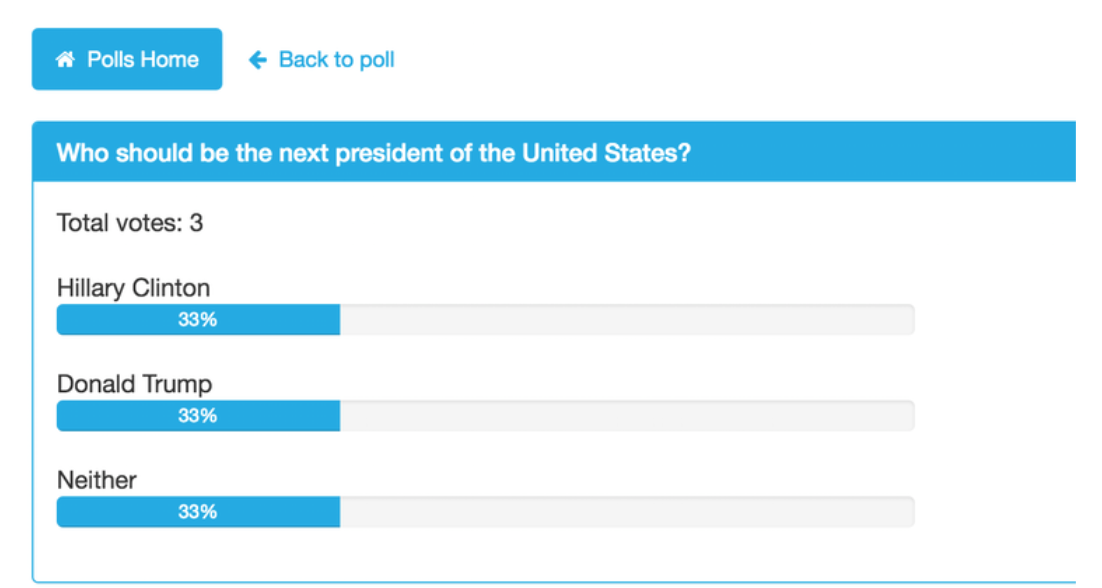 Polls Home Back to poll
Who should be the next president of the United States?
Total votes: 3
Hillary Clinton
33%
Donald Trump
33%
Neither
33%